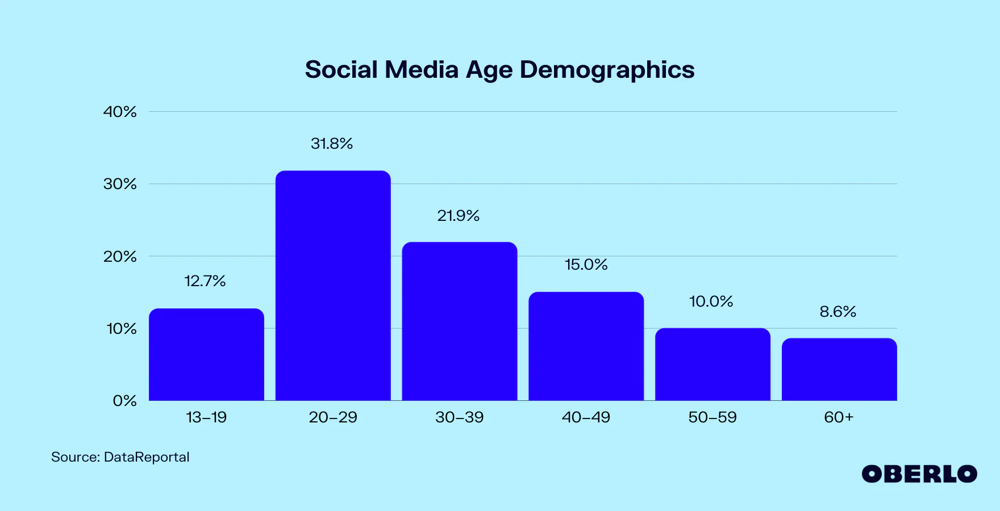 Social Media Age Demographics
40%
31.8%
30%
21.9%
20%
15.0%
12.7%
10.0%
8.6%
10%
0%
13–19 20–29 30–39 40–49 50–59 60+
Source: DataReportal
OBERLO